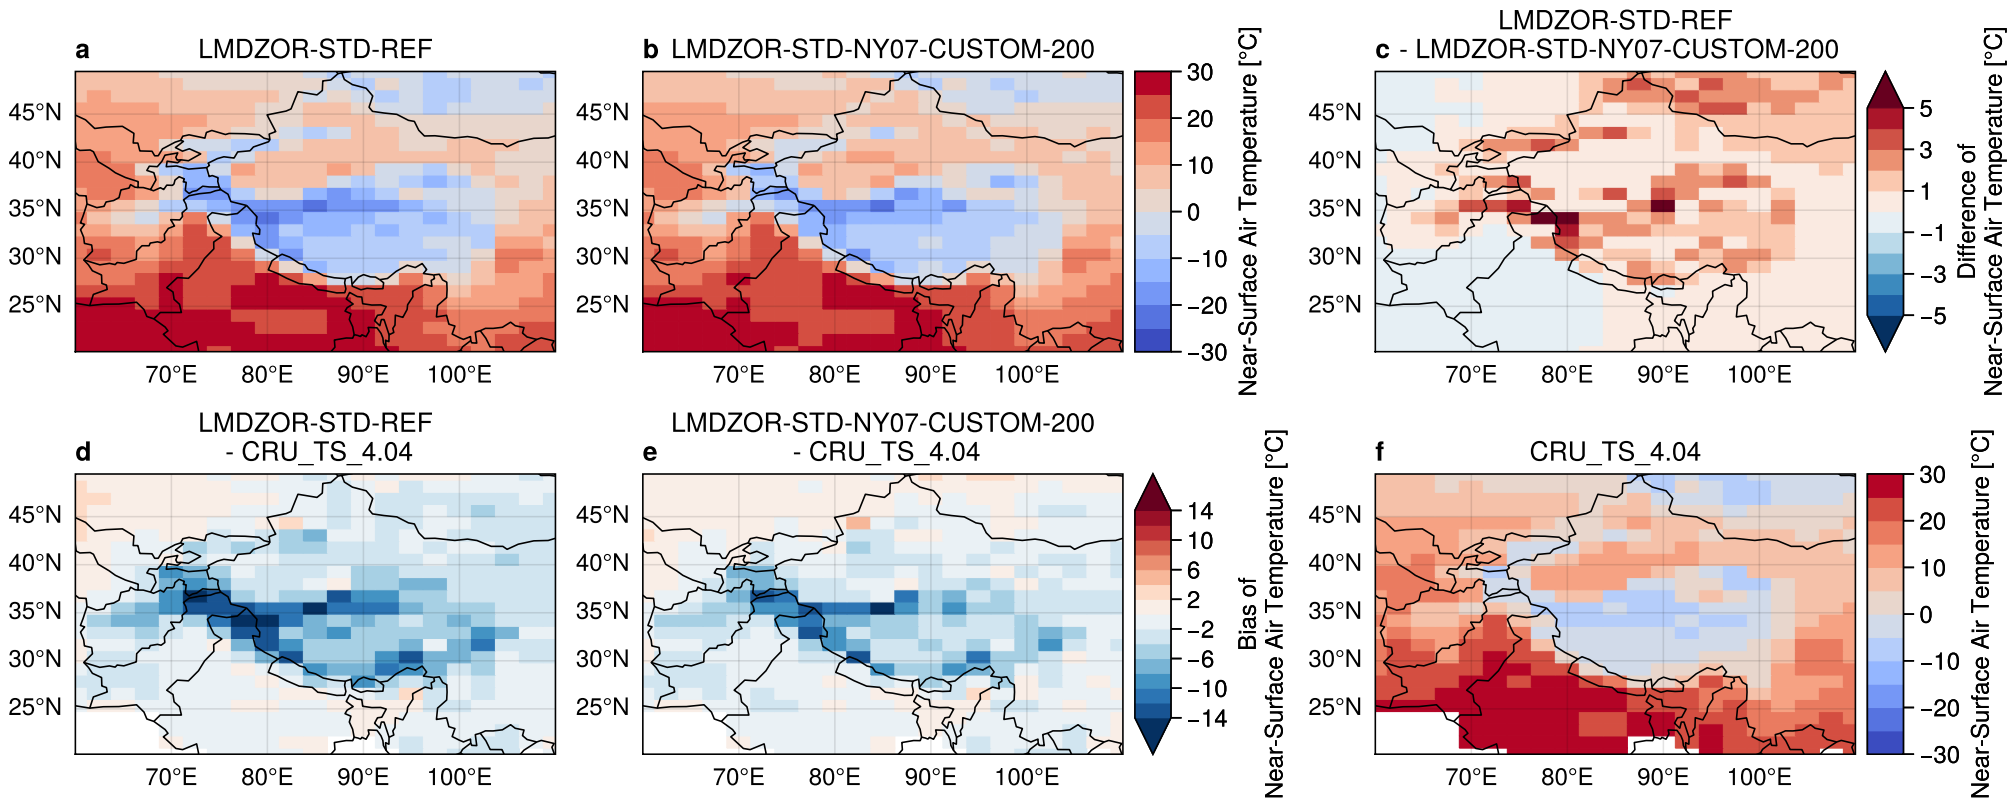 a LMDZOR-STD-REF
45°N
40°N
35°N
30°N
25°N
70°E 80°E 90°E 100°E
b LMDZOR-STD-NY07-CUSTOM-200
45°N
40°N
35°N
30°N
25°N
70°E 80°E 90°E 100°E
30
20
10
0
−10
−20
−30
Near-Surface Air Temperature [°C]
LMDZOR-STD-REF
c - LMDZOR-STD-NY07-CUSTOM-200
45°N
40°N
35°N
30°N
25°N
70°E 80°E 90°E 100°E
5
3
1
−1
−3
−5
Difference of
Near-Surface Air Temperature [°C]
LMDZOR-STD-REF
d - CRU_TS_4.04
45°N
40°N
35°N
30°N
25°N
70°E 80°E 90°E 100°E
LMDZOR-STD-NY07-CUSTOM-200
e - CRU_TS_4.04
45°N
40°N
35°N
30°N
25°N
70°E 80°E 90°E 100°E
14
10
6
2
−2
−6
−10
−14
Bias of
Near-Surface Air Temperature [°C]
f CRU_TS_4.04
45°N
40°N
35°N
30°N
25°N
70°E 80°E 90°E 100°E
30
20
10
0
−10
−20
−30
Near-Surface Air Temperature [°C]